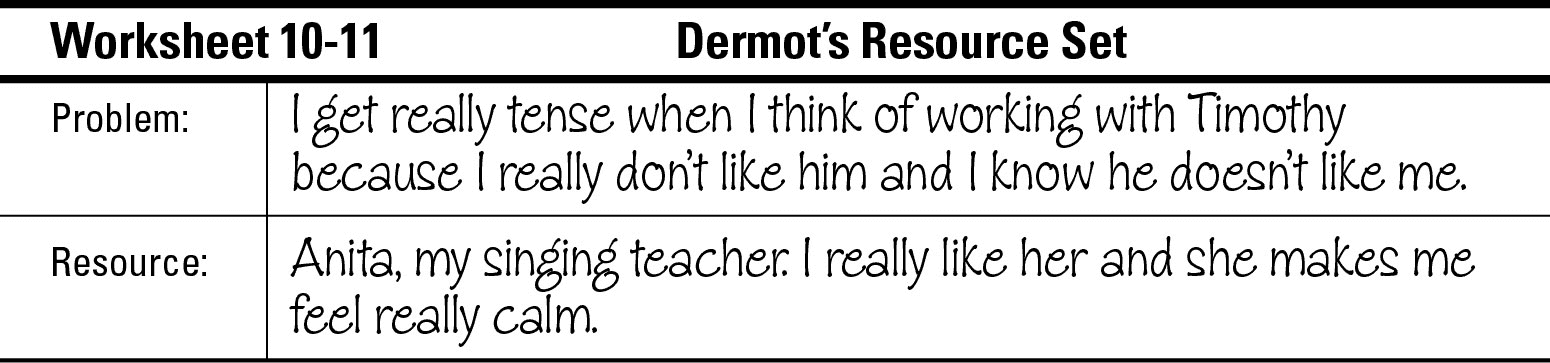 Worksheet 10-11 Dermot's Resource Set
Problem: I get really tense when I think of working with Timothy
because I really don't like him and I know he doesn't like me.
Resource: Anita, my singing teacher. I really like her and she makes me
feel really calm.